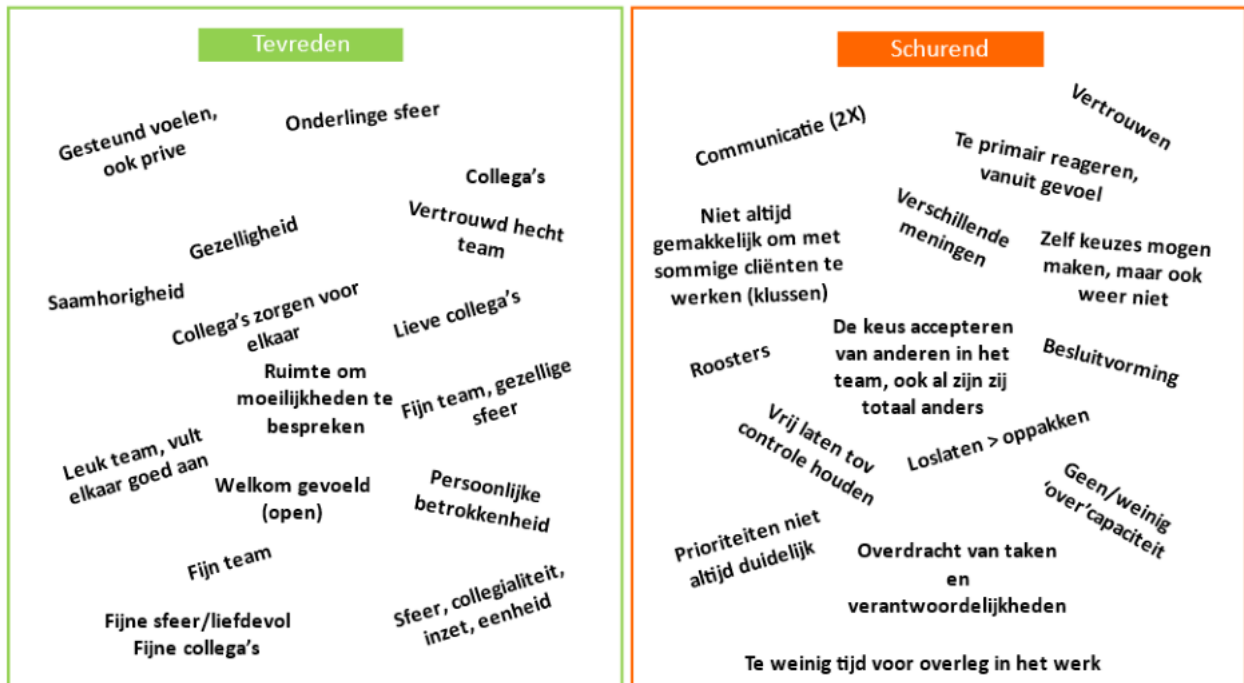 Tevreden
Gesteund voelen,
ook prive
Onderlinge sfeer
Collega's
Vertrouwd hecht
team
Gezelligheid
Saamhorigheid
Collega's zorgen voor
elkaar
Lieve collega's
Ruimte om
moeilijkheden te
bespreken
Fijn team, gezellige
sfeer
Leuk team, vult
elkaar goed aan
Welkom gevoeld
(open)
Persoonlijke
betrokkenheid
Fijn team
Sfeer, collegialiteit,
inzet, eenheid
Fijne sfeer/liefdevol
Fijne collega's
Schurend
Communicatie (2X)
Vertrouwen
Te primair reageren,
vanuit gevoel
Niet altijd
gemakkelijk om met
sommige cliënten te
werken (klussen)
Verschillende
meningen
Zelf keuzes mogen
maken, maar ook
weer niet
Roosters
De keus accepteren
van anderen in het
team, ook al zijn zij
totaal anders
Besluitvorming
Vrij laten tov
controle houden
Loslaten > oppakken
Geen/weinig
'over'capaciteit
Prioriteiten niet
altijd duidelijk
Overdracht van taken
en
verantwoordelijkheden
Te weinig tijd voor overleg in het werk